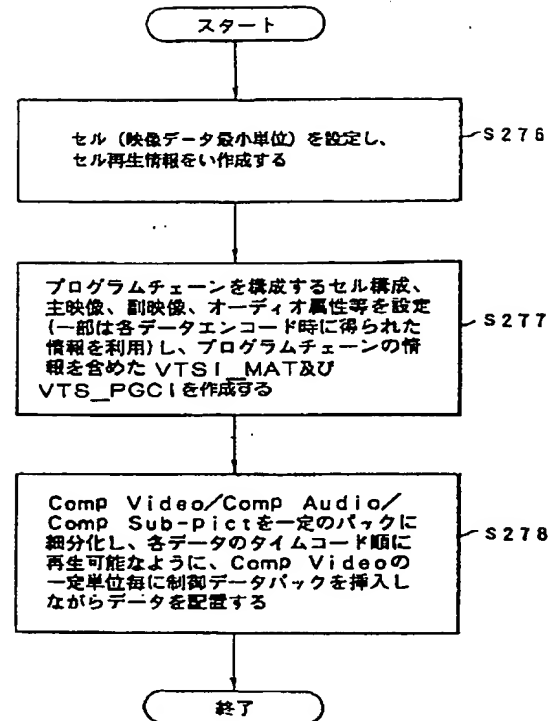 スタート
セル（映像データ最小単位）を設定し、
セル再生情報をい作成する
S276
プログラムチェーンを構成するセル構成、
主映像、副映像、オーディオ属性等を設定
(一部は各データエンコード時に得られた
情報を利用)し、プログラムチェーンの情
報を含めたVTSI_MAT及び
VTS_PGCIを作成する
S277
Comp Video/Comp Audio/
Comp Sub-pictを一定のパックに
細分化し、各データのタイムコード順に
再生可能なように、Comp Videoの
一定単位毎に制御データパックを挿入し
ながらデータを配置する
S278
終了